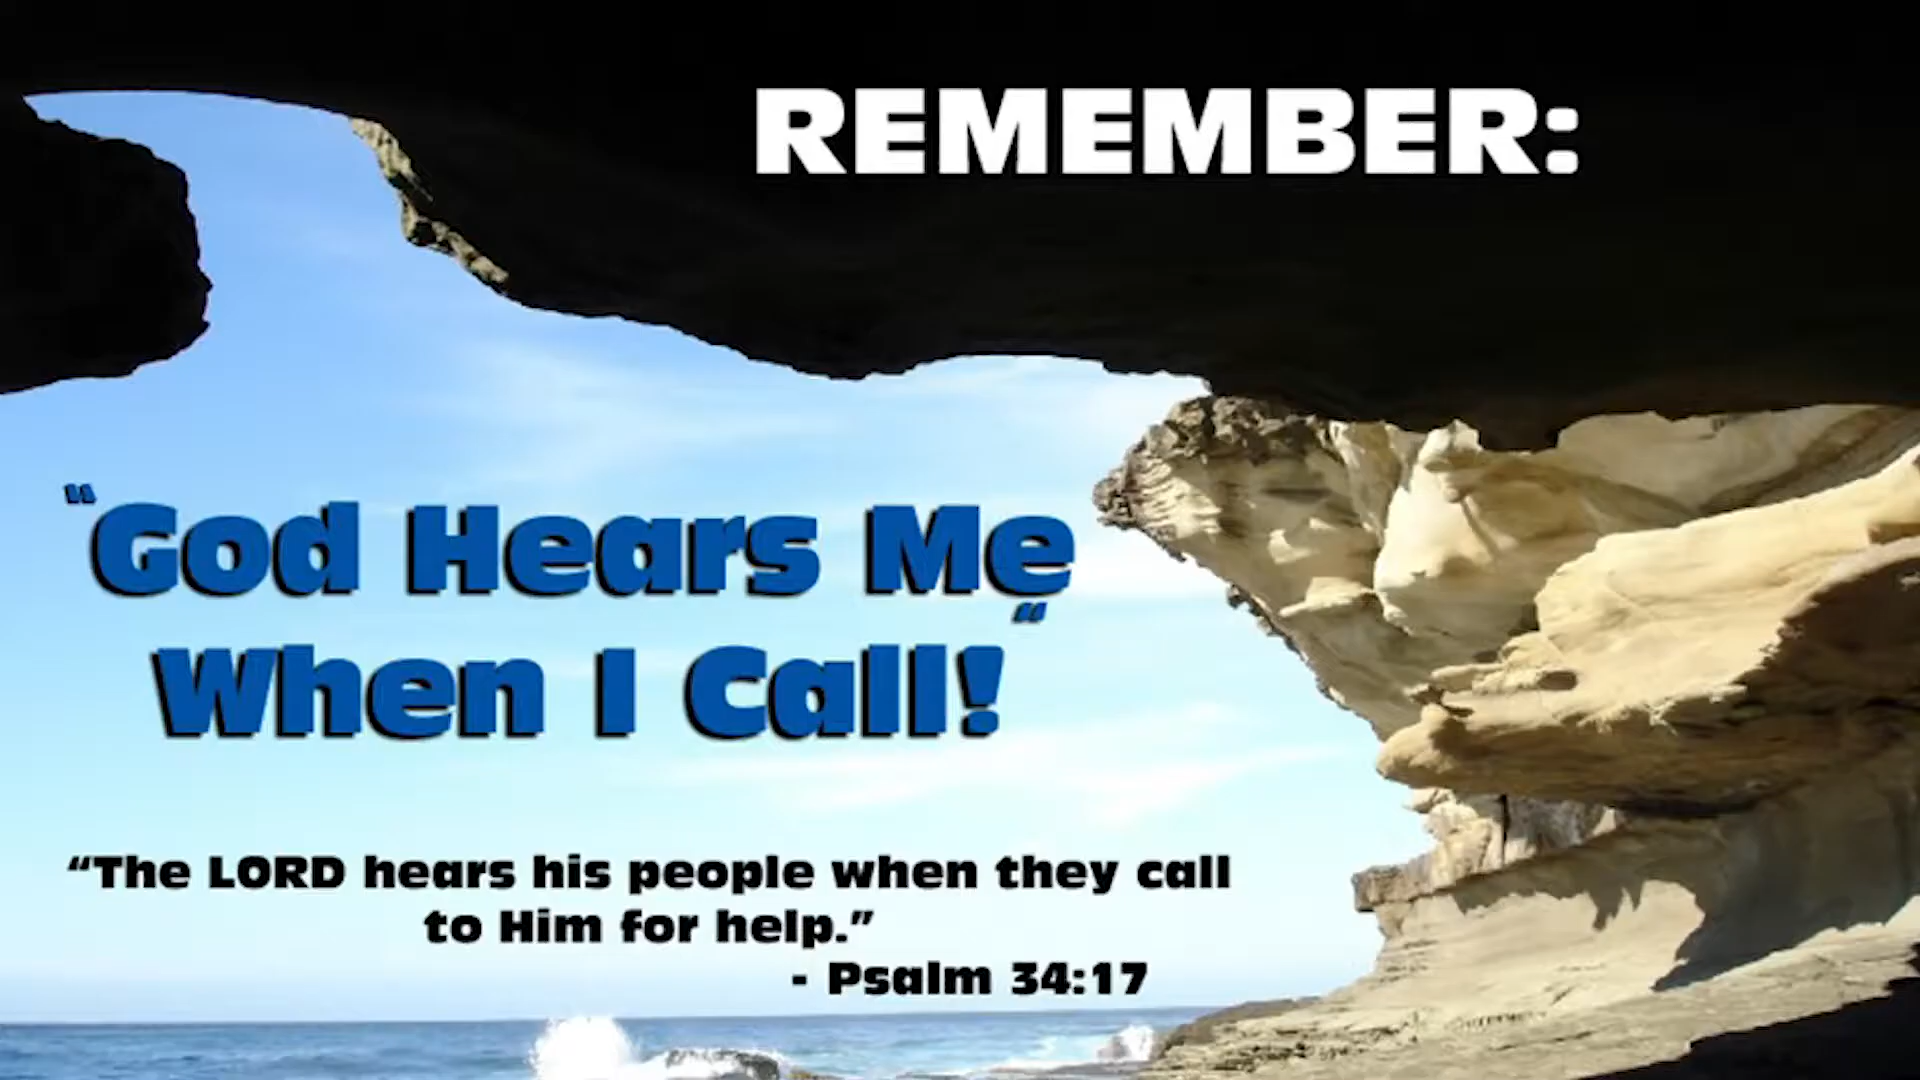 REMEMBER:
"God Hears Me
When I Call!“
“The LORD hears his people when they call
to Him for help.”
- Psalm 34:17